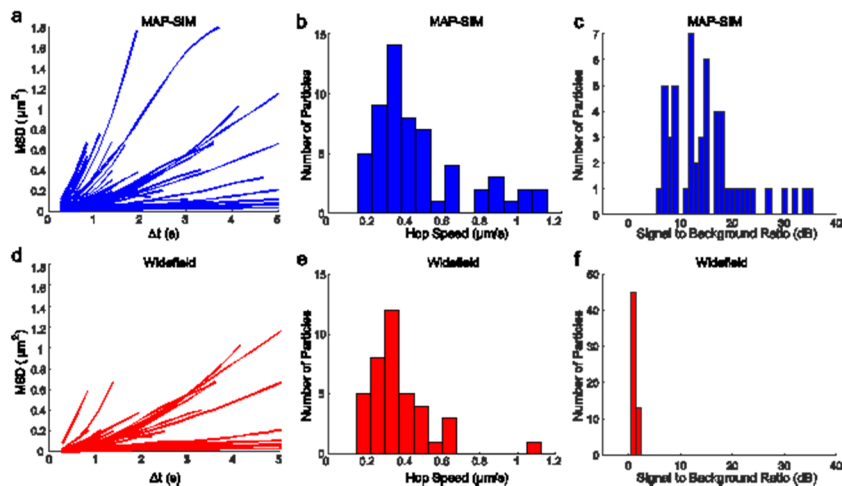 a MAP-SIM
MSD (µm²)
1.8
1.6
1.4
1.2
1
0.8
0.6
0.4
0.2
0
0 1 2 3 4 5
Δt (s)
b MAP-SIM
Number of Particles
15
10
5
0
0.2 0.4 0.6 0.8 1 1.2
Hop Speed (µm/s)
c MAP-SIM
Number of Particles
7
6
5
4
3
2
1
0
0 10 20 30 40
Signal to Background Ratio (dB)
d Widefield
MSD (µm²)
1.8
1.6
1.4
1.2
1
0.8
0.6
0.4
0.2
0
0 1 2 3 4 5
Δt (s)
e Widefield
Number of Particles
15
10
5
0
0.2 0.4 0.6 0.8 1 1.2
Hop Speed (µm/s)
f Widefield
Number of Particles
60
50
40
30
20
10
0
0 10 20 30 40
Signal to Background Ratio (dB)